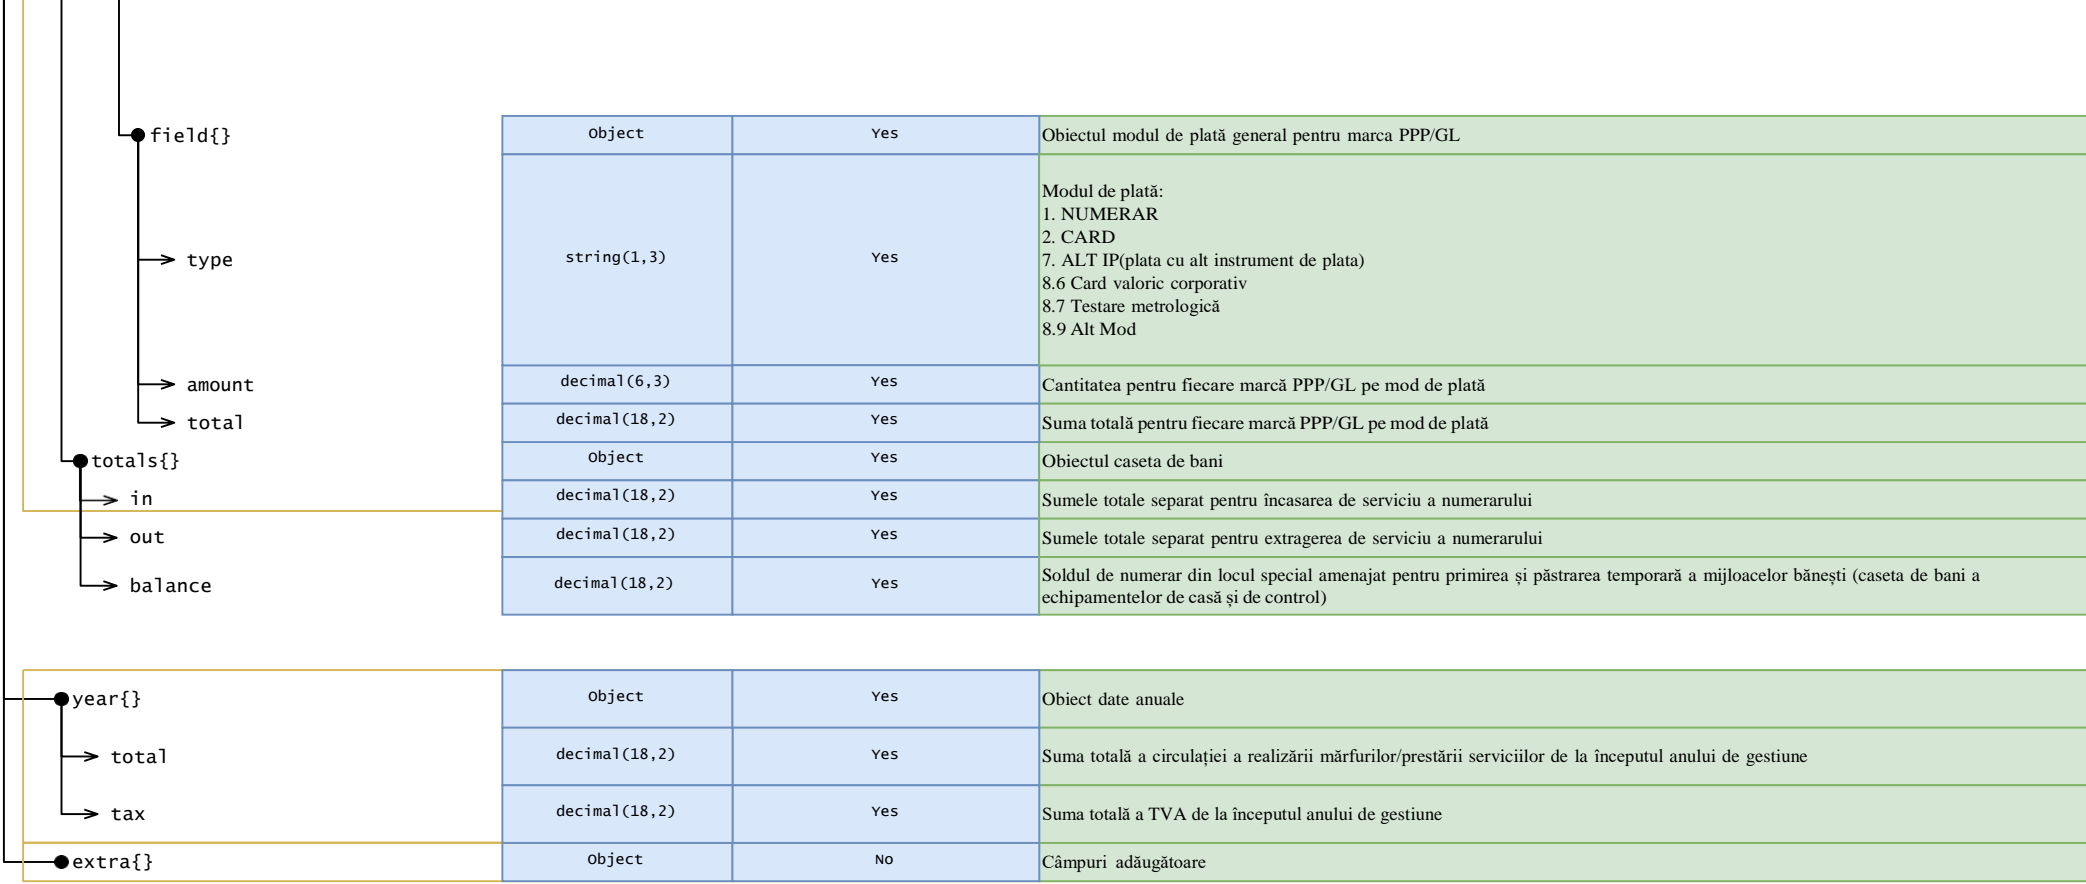 field{} Object Yes Obiectul modul de plată general pentru marca PPP/GL
type string(1,3) Yes Modul de plată:
1. NUMERAR
2. CARD
7. ALT IP(plata cu alt instrument de plata)
8.6 Card valoric corporativ
8.7 Testare metrologică
8.9 Alt Mod
amount decimal(6,3) Yes Cantitatea pentru fiecare marcă PPP/GL pe mod de plată
total decimal(18,2) Yes Suma totală pentru fiecare marcă PPP/GL pe mod de plată
totals{} Object Yes Obiectul caseta de bani
in decimal(18,2) Yes Sumele totale separat pentru încasarea de serviciu a numerarului
out decimal(18,2) Yes Sumele totale separat pentru extragerea de serviciu a numerarului
balance decimal(18,2) Yes Soldul de numerar din locul special amenajat pentru primirea și păstrarea temporară a mijloacelor bănești (caseta de bani a
echipamentelor de casă și de control)
year{} Object Yes Obiect date anuale
total decimal(18,2) Yes Suma totală a circulației a realizării mărfurilor/prestării serviciilor de la începutul anului de gestiune
tax decimal(18,2) Yes Suma totală a TVA de la începutul anului de gestiune
extra{} Object No Câmpuri adăugătoare